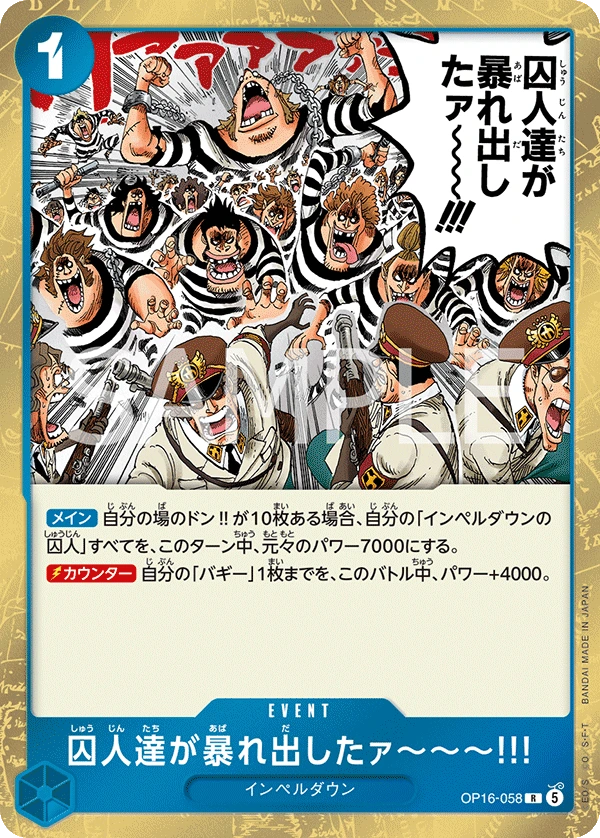 1
アアアア
囚人達が
暴れ出し
たァ～～～!!!
SAMPLE
メイン 自分の場のドン!!が10枚ある場合、自分の「インペルダウンの
囚人」すべてを、このターン中、元々のパワー7000にする。
カウンター 自分の「バギー」1枚までを、このバトル中、パワー+4000。
EVENT
囚人達が暴れ出したァ～～～!!!
インペルダウン
OP16-058 R 5
©E.O./S. S･F･T BANDAI MADE IN JAPAN